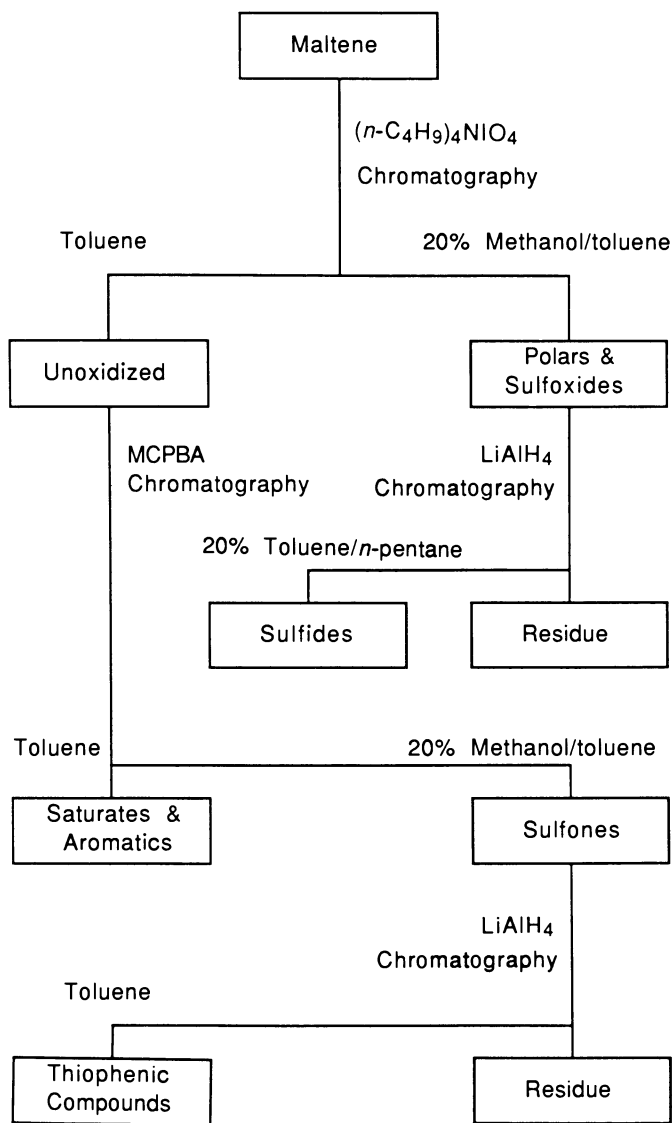 Maltene
(n-C4H9)4NIO4
Chromatography
Toluene
20% Methanol/toluene
Unoxidized
Polars &
Sulfoxides
MCPBA
Chromatography
LiAlH4
Chromatography
20% Toluene/n-pentane
Sulfides
Residue
Toluene
20% Methanol/toluene
Saturates &
Aromatics
Sulfones
LiAlH4
Chromatography
Toluene
Thiophenic
Compounds
Residue